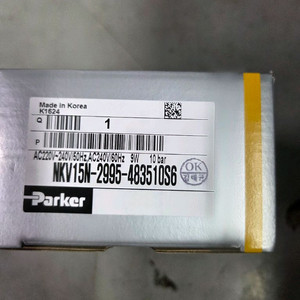 Made in Korea
K1624
Q 1
P
AC220V-240V/50Hz,AC240V/60Hz 9W 10 bar
NKV15N-2995-483510S6
OK
Parker